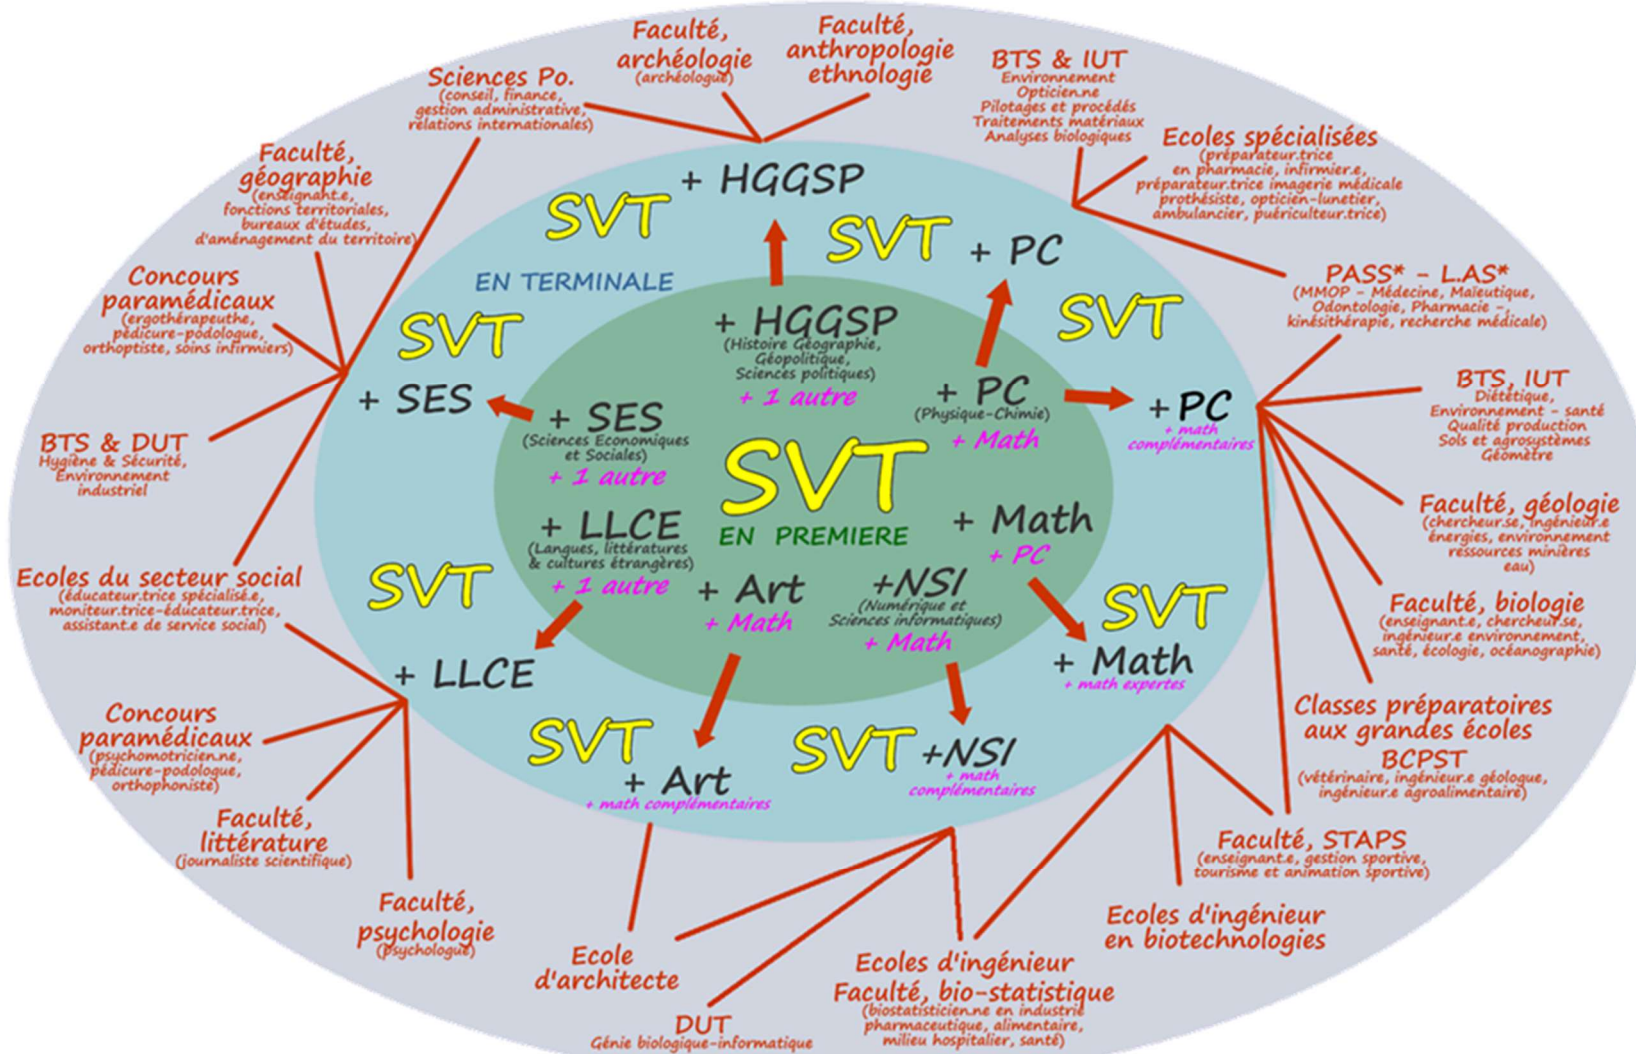 Faculté,
archéologie
(archéologue)
Faculté,
anthropologie
ethnologie
Sciences Po.
(conseil, finance,
gestion administrative,
relations internationales)
BTS & IUT
Environnement
Opticien.ne
Pilotages et procédés
Traitements matériaux
Analyses biologiques
Ecoles spécialisées
(préparateur.trice
en pharmacie, infirmier.e,
préparateur.trice imagerie médicale
prothésiste, opticien-lunetier,
ambulancier, puériculteur.trice)
Faculté,
géographie
(enseignant.e,
fonctions territoriales,
bureaux d'études,
d'aménagement du territoire)
PASS* - L.AS*
(MMOP - Médecine, Maïeutique,
Odontologie, Pharmacie -,
kinésithérapie, recherche médicale)
Concours
paramédicaux
(ergothérapeuthe,
pédicure-podologue,
orthoptiste, soins infirmiers)
BTS, IUT
Diététique,
Environnement - santé
Qualité production
Sols et agrosystèmes
Géomètre
BTS & DUT
Hygiène & Sécurité,
Environnement
industriel
Faculté, géologie
(chercheur.se, ingénieur.e
énergies, environnement
ressources minières
eau)
Ecoles du secteur social
(éducateur.trice spécialisé.e,
moniteur.trice-éducateur.trice,
assistant.e de service social)
Faculté, biologie
(enseignant.e, chercheur.se,
ingénieur.e environnement,
santé, écologie, océanographie)
Concours
paramédicaux
(psychomotricien.ne,
pédicure-podologue,
orthophoniste)
Classes préparatoires
aux grandes écoles
BCPST
(vétérinaire, ingénieur.e géologue,
ingénieur.e agroalimentaire)
Faculté,
littérature
(journaliste scientifique)
Faculté, STAPS
(enseignant.e, gestion sportive,
tourisme et animation sportive)
Faculté,
psychologie
(psychologue)
Ecoles d'ingénieur
en biotechnologies
Ecole
d'architecte
Ecoles d'ingénieur
Faculté, bio-statistique
(biostatisticien.ne en industrie
pharmaceutique, alimentaire,
milieu hospitalier, santé)
DUT
Génie biologique-informatique
SVT
+ HGGSP
SVT
+ PC
EN TERMINALE
SVT
+ SES
SVT
+ PC
+ math
complémentaires
SVT
+ LLCE
SVT
+ Math
+ math expertes
SVT
+ Art
+ math complémentaires
SVT
+NSI
+ math
complémentaires
+ HGGSP
(Histoire Géographie,
Géopolitique,
Sciences politiques)
+ 1 autre
+ PC
(Physique-Chimie)
+ Math
+ SES
(Sciences Economiques
et Sociales)
+ 1 autre
SVT
EN PREMIERE
+ LLCE
(Langues, littératures
& cultures étrangères)
+ 1 autre
+ Math
+ PC
+ Art
+ Math
+NSI
(Numérique et
Sciences informatiques)
+ Math